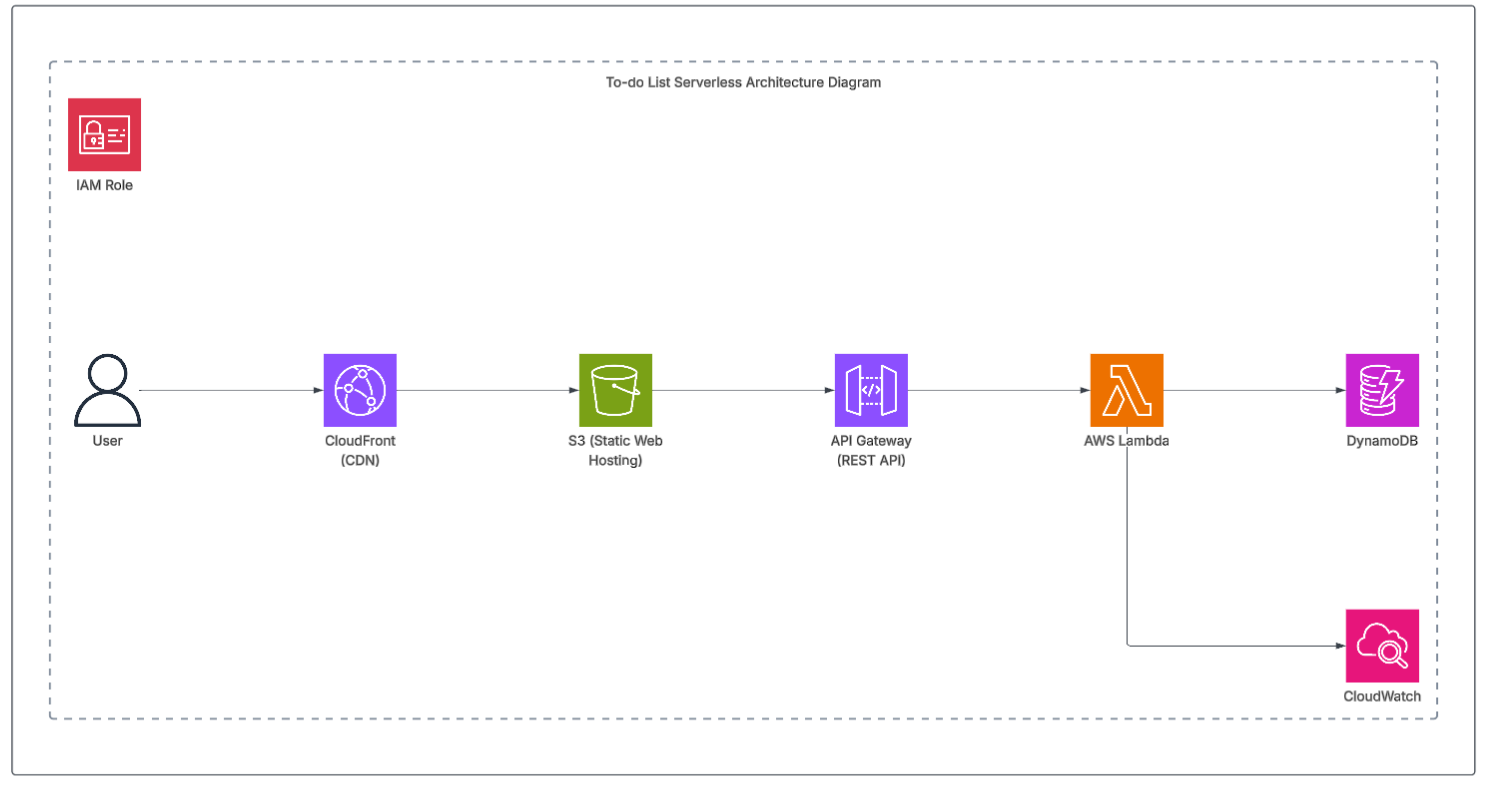 To-do List Serverless Architecture Diagram
IAM Role
User
CloudFront
(CDN)
S3 (Static Web
Hosting)
API Gateway
(REST API)
AWS Lambda
DynamoDB
CloudWatch